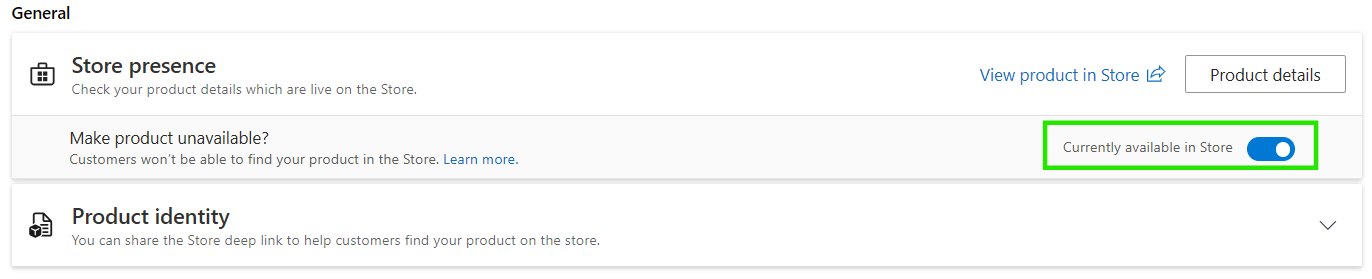 General
Store presence
Check your product details which are live on the Store.
View product in Store
Product details
Make product unavailable?
Customers won't be able to find your product in the Store. Learn more.
Currently available in Store
Product identity
You can share the Store deep link to help customers find your product on the store.